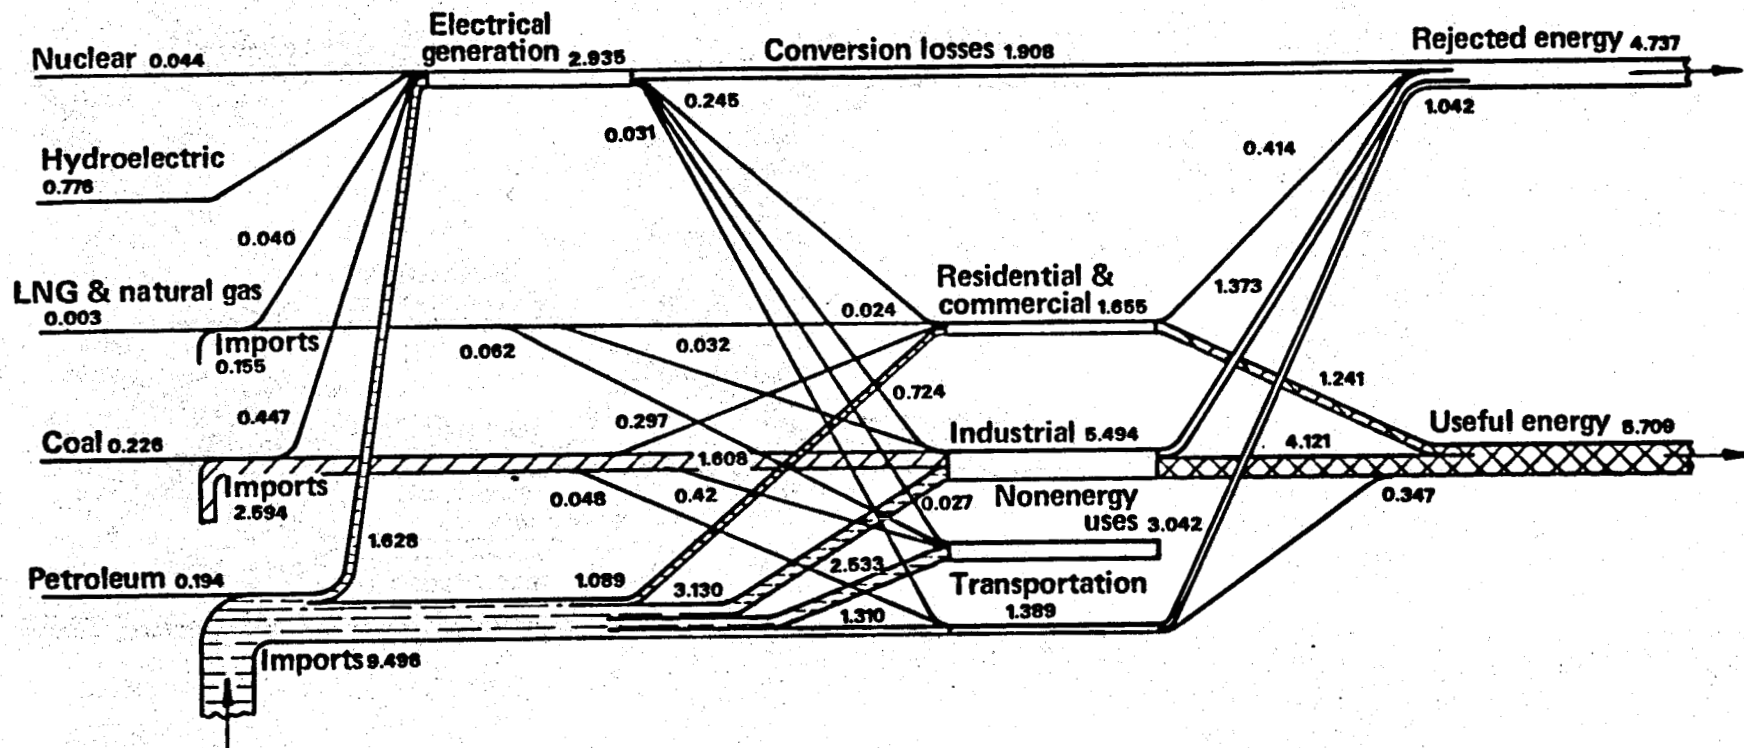 Electrical
generation 2.935
Nuclear 0.044
Conversion losses 1.908
Rejected energy 4.737
0.245
1.042
0.031
0.414
Hydroelectric
0.776
0.040
LNG & natural gas
0.003
Residential &
commercial 1.655
1.373
0.024
Imports
0.155
0.062
0.032
0.724
1.241
0.447
0.297
Coal 0.226
Industrial 5.494
Useful energy 5.709
4.121
1.608
Imports
2.594
0.048
0.42
0.027
Nonenergy
uses 3.042
0.347
1.628
Petroleum 0.194
1.089
3.130
2.533
Transportation
1.389
1.310
Imports 9.496